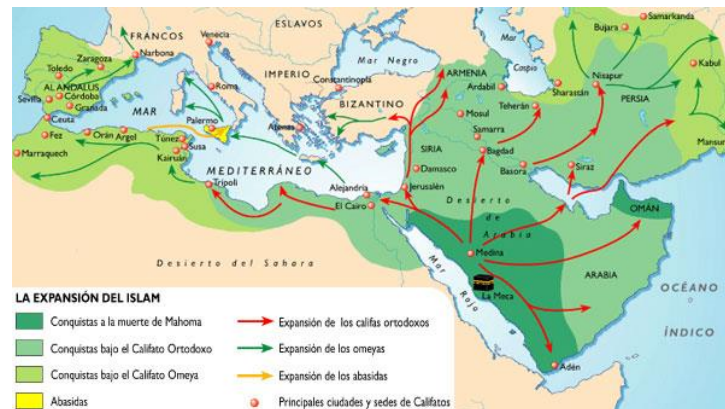 FRANCOS
ESLAVOS
Venecia
Narbona
Zaragoza
Toledo
AL ANDALUS
Córdoba
Sevilla
Granada
Ceuta
Fez
Marraquech
Orán
Argel
MAR
MEDITERRÁNEO
Roma
Palermo
Túnez
Susa
Kairuán
Trípoli
IMPERIO
BIZANTINO
Constantinopla
Atenas
Mar Negro
Mar
Caspio
ARMENIA
Ardabil
Mosul
Samarra
SIRIA
Bagdad
Damasco
Jerusalén
Alejandría
El Cairo
Teherán
Sharastán
Nisapur
PERSIA
Bujara
Samarkanda
Kabul
Mansur
Basora
Siraz
Desierto
de
Arabia
OMÁN
Medina
La Meca
ARABIA
Adén
Mar Rojo
Desierto del Sahara
OCÉANO
ÍNDICO
LA EXPANSIÓN DEL ISLAM
Conquistas a la muerte de Mahoma
Conquistas bajo el Califato Ortodoxo
Conquistas bajo el Califato Omeya
Abasidas
Expansión de los califas ortodoxos
Expansión de los omeyas
Expansión de los abasidas
Principales ciudades y sedes de Califatos